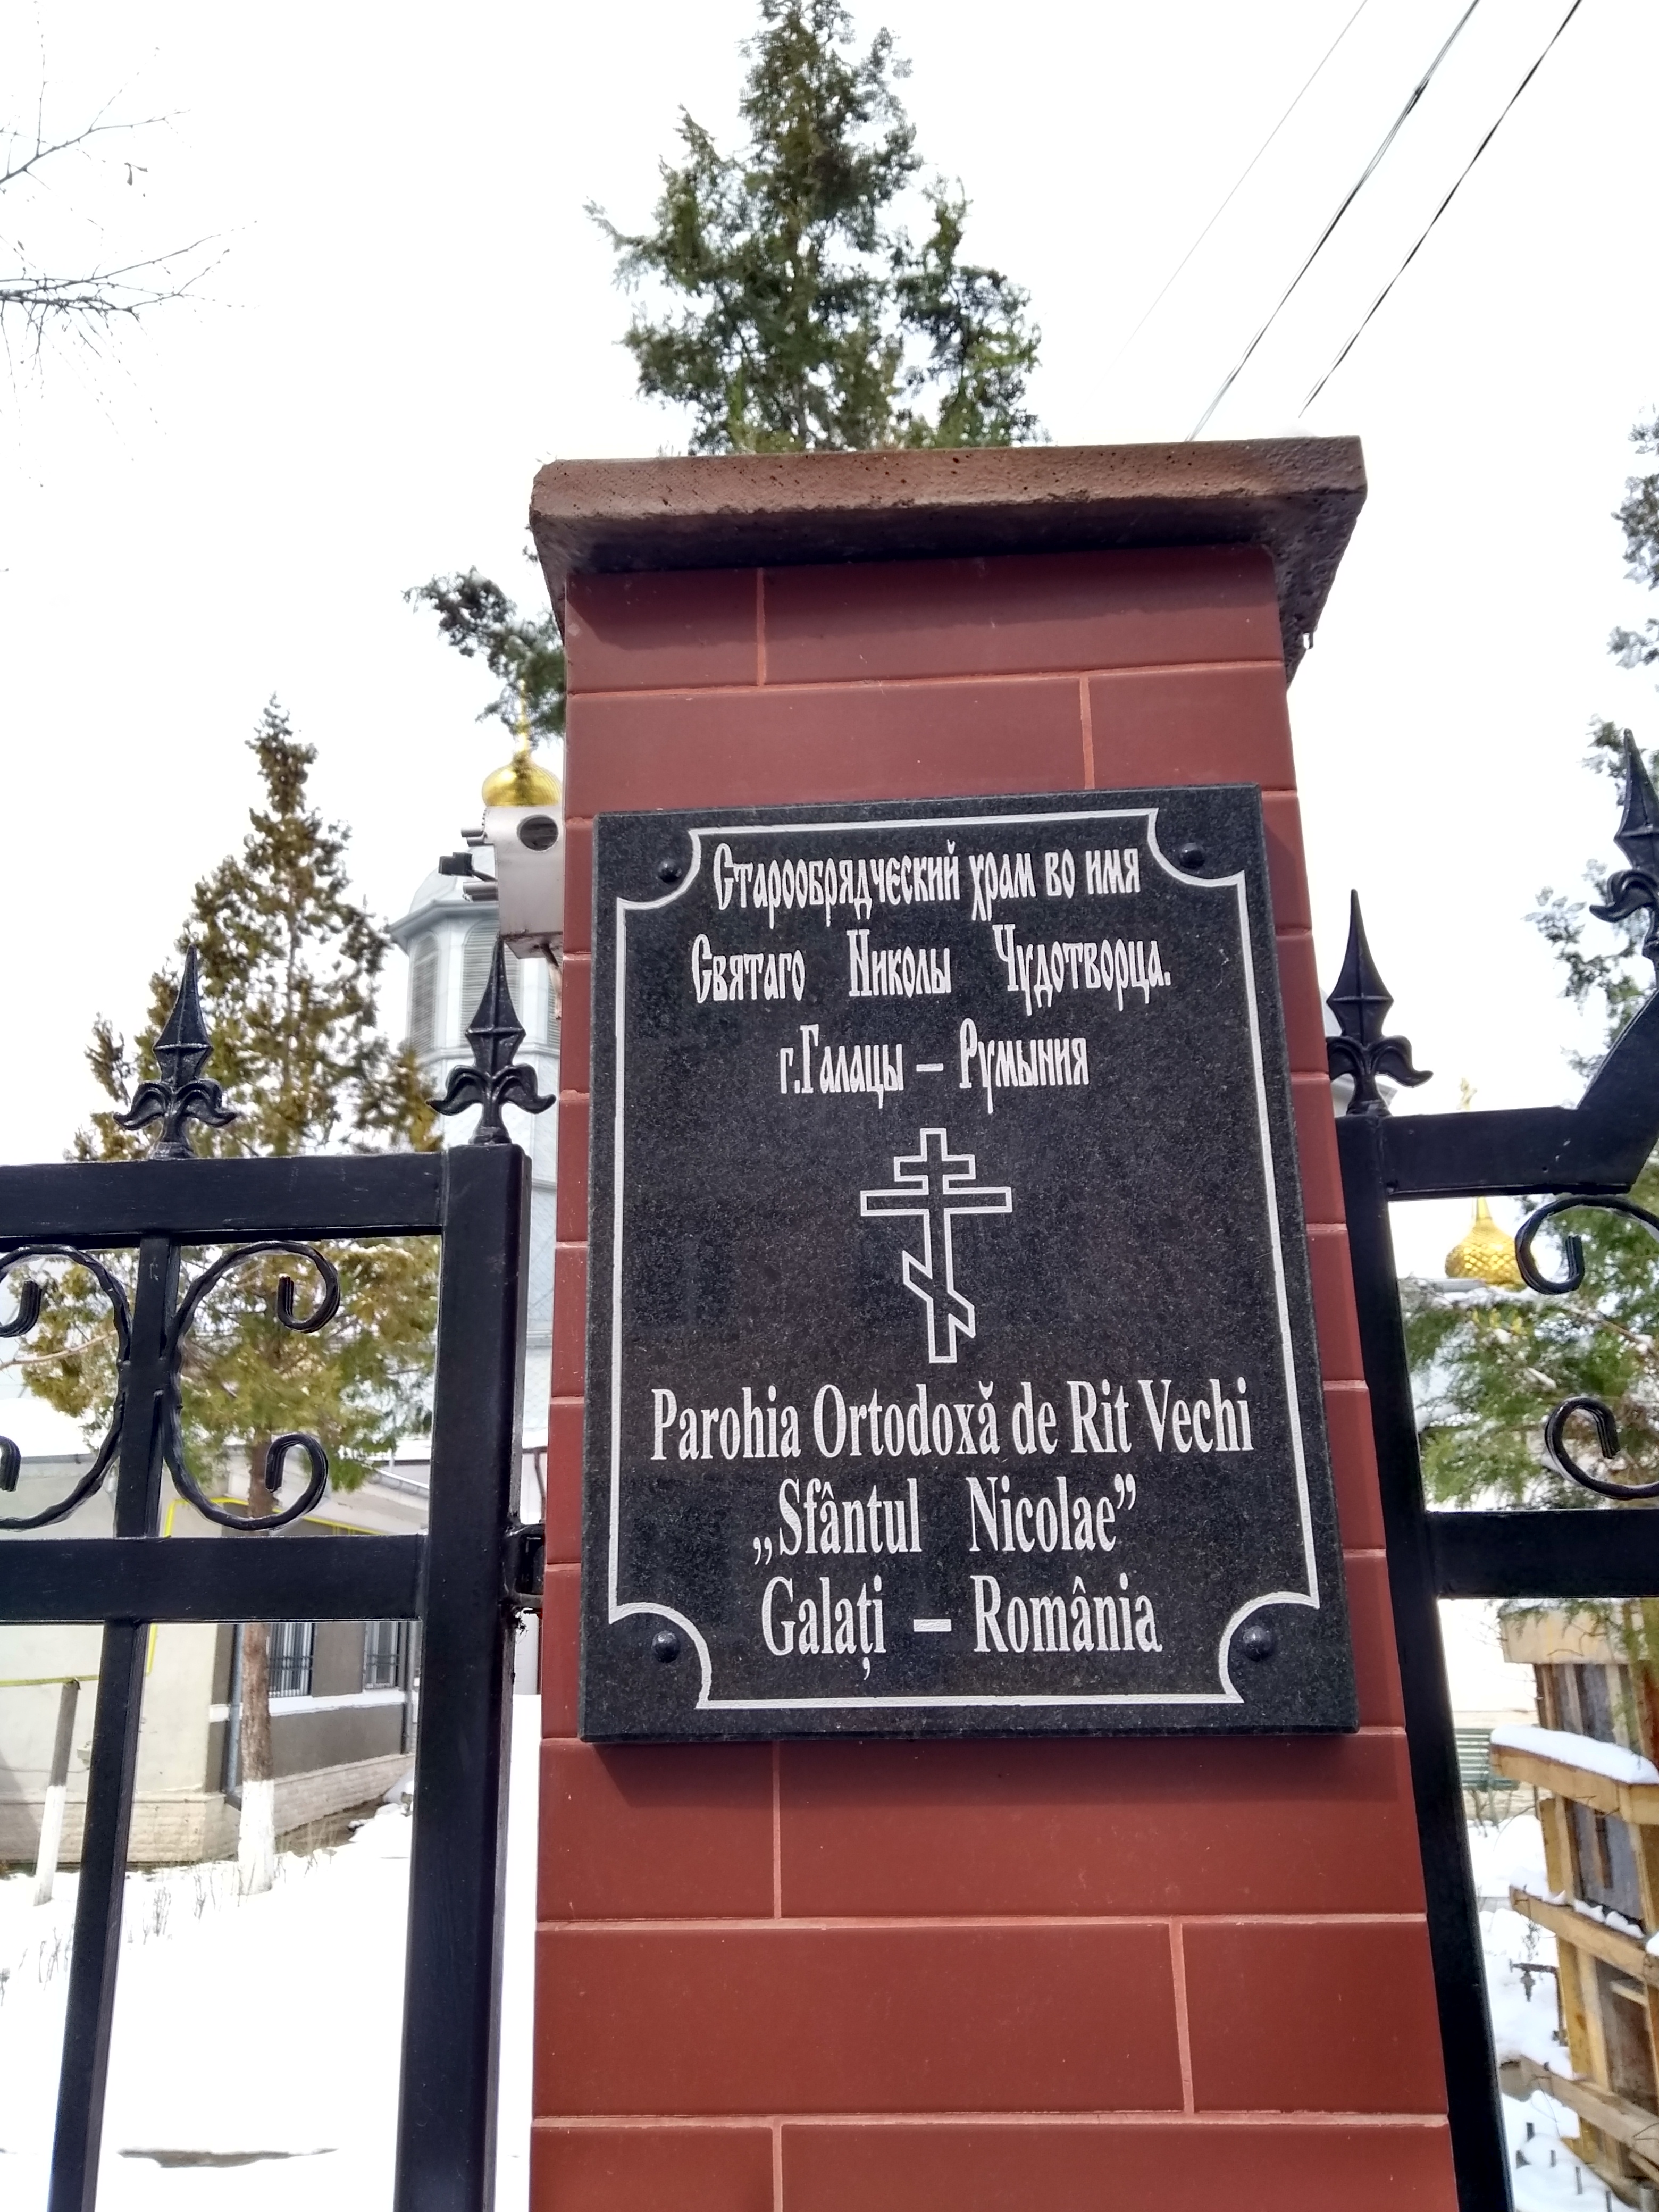 Старообрядческий храм во имя
Святаго Николы Чудотворца.
г.Галацы – Румыния
Parohia Ortodoxă de Rit Vechi
„Sfântul Nicolae”
Galați – România